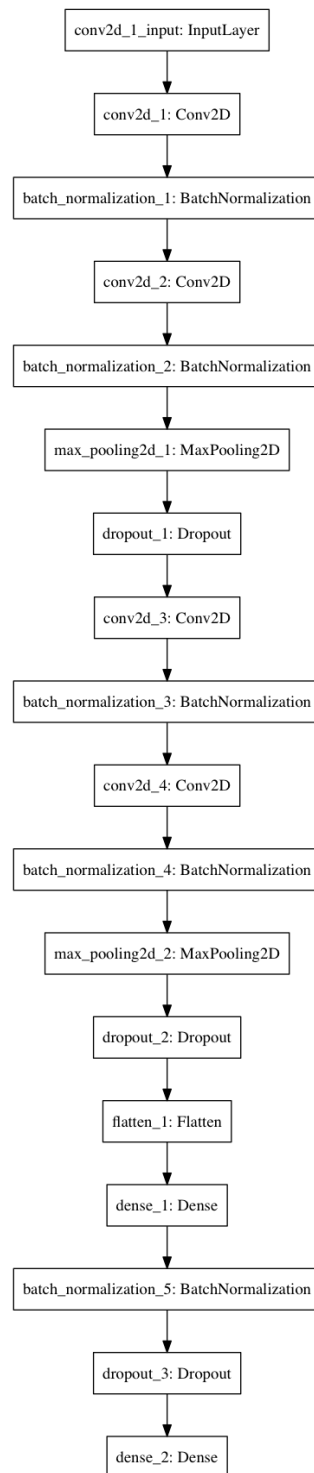 conv2d_1_input: InputLayer
conv2d_1: Conv2D
batch_normalization_1: BatchNormalization
conv2d_2: Conv2D
batch_normalization_2: BatchNormalization
max_pooling2d_1: MaxPooling2D
dropout_1: Dropout
conv2d_3: Conv2D
batch_normalization_3: BatchNormalization
conv2d_4: Conv2D
batch_normalization_4: BatchNormalization
max_pooling2d_2: MaxPooling2D
dropout_2: Dropout
flatten_1: Flatten
dense_1: Dense
batch_normalization_5: BatchNormalization
dropout_3: Dropout
dense_2: Dense